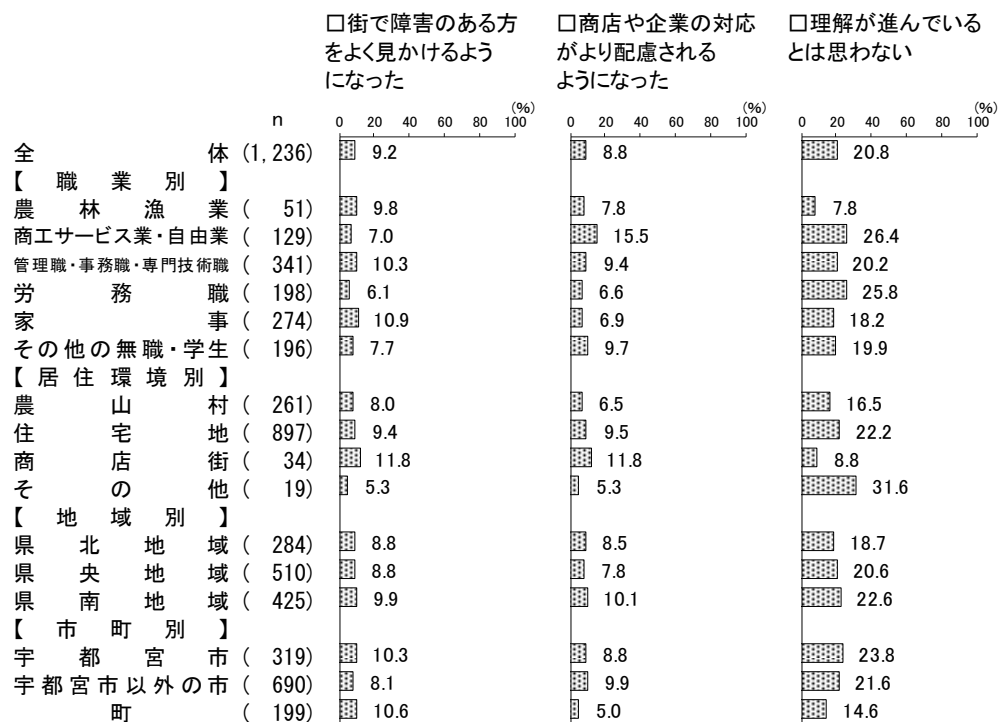 □街で障害のある方 □商店や企業の対応 □理解が進んでいる
をよく見かけるよう がより配慮される とは思わない
になった ようになった
(%) (%) (%)
n 0 20 40 60 80 100 0 20 40 60 80 100 0 20 40 60 80 100
全体 (1,236) 9.2 8.8 20.8
【職業別】
農林漁業 ( 51) 9.8 7.8 7.8
商工サービス業・自由業 ( 129) 7.0 15.5 26.4
管理職・事務職・専門技術職 ( 341) 10.3 9.4 20.2
労務職 ( 198) 6.1 6.6 25.8
家事 ( 274) 10.9 6.9 18.2
その他の無職・学生 ( 196) 7.7 9.7 19.9
【居住環境別】
農山村 ( 261) 8.0 6.5 16.5
住宅地 ( 897) 9.4 9.5 22.2
商店街 ( 34) 11.8 11.8 8.8
その他 ( 19) 5.3 5.3 31.6
【地域別】
県北地域 ( 284) 8.8 8.5 18.7
県央地域 ( 510) 8.8 7.8 20.6
県南地域 ( 425) 9.9 10.1 22.6
【市町別】
宇都宮市 ( 319) 10.3 8.8 23.8
宇都宮市以外の市 ( 690) 8.1 9.9 21.6
町 ( 199) 10.6 5.0 14.6